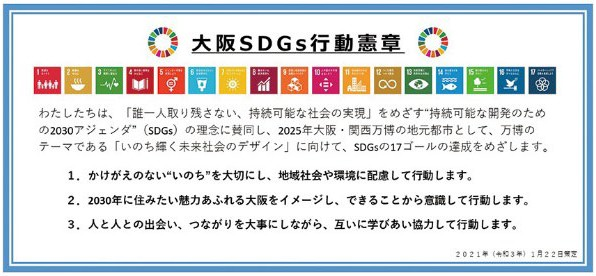 大阪SDGs行動憲章
わたしたちは、「誰一人取り残さない、持続可能な社会の実現」をめざす“持続可能な開発のため
の2030アジェンダ”（SDGs）の理念に賛同し、2025年大阪・関西万博の地元都市として、万博の
テーマである「いのち輝く未来社会のデザイン」に向けて、SDGsの17ゴールの達成をめざします。
１．かけがえのない“いのち”を大切にし、地域社会や環境に配慮して行動します。
２．2030年に住みたい魅力あふれる大阪をイメージし、できることから意識して行動します。
３．人と人との出会い、つながりを大事にしながら、互いに学びあい協力して行動します。
２０２１年（令和３年）１月２２日策定